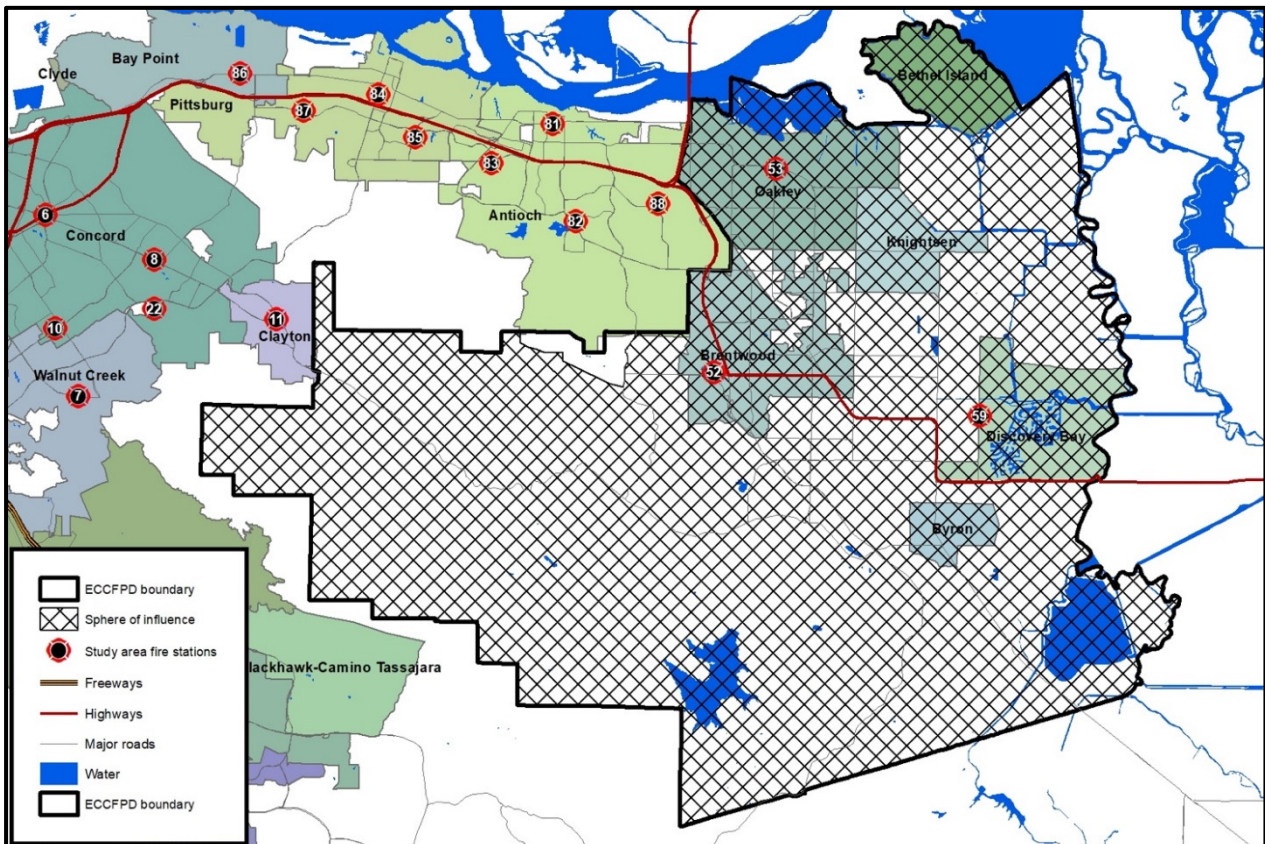 Bay Point
Bethel Island
Clyde
86
Pittsburg
84
87
81
85
83
53
Oakley
88
6
Antioch
82
Concord
Knightsen
8
22
11
10
Clayton
Walnut Creek
Brentwood
52
7
59
Discovery Bay
Byron
ECCFPD boundary
Sphere of influence
Study area fire stations
lackhawk-Camino Tassajara
Freeways
Highways
Major roads
Water
ECCFPD boundary